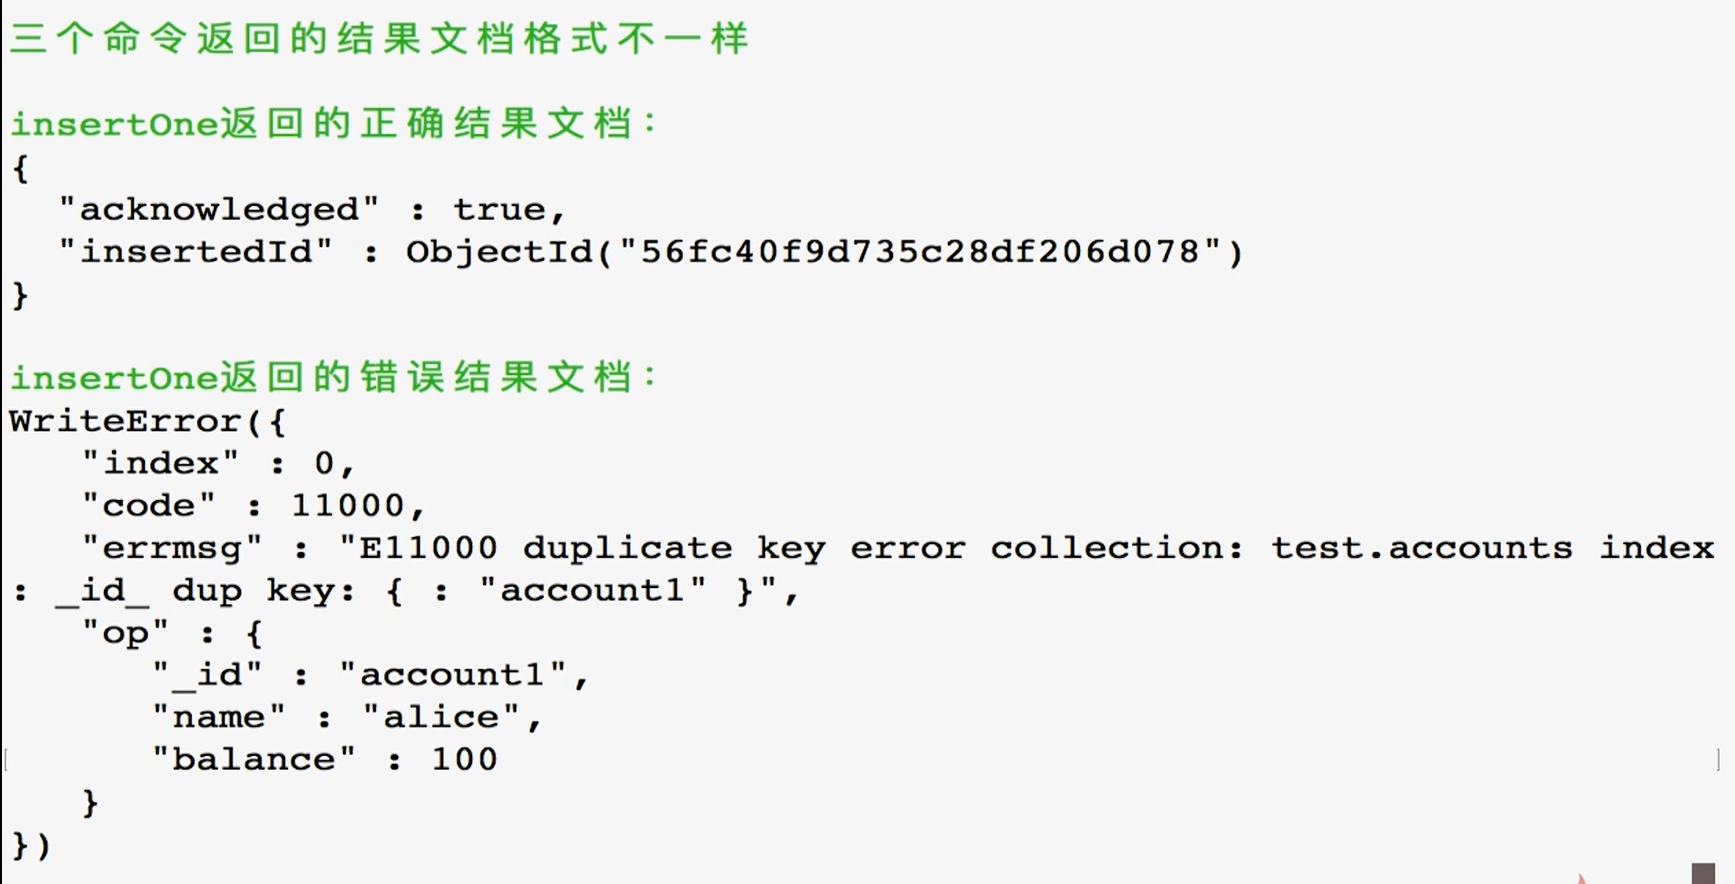 三个命令返回的结果文档格式不一样
insertOne返回的正确结果文档：
{
"acknowledged" : true,
"insertedId" : ObjectId("56fc40f9d735c28df206d078")
}
insertOne返回的错误结果文档：
WriteError({
"index" : 0,
"code" : 11000,
"errmsg" : "E11000 duplicate key error collection: test.accounts index
: _id_ dup key: { : "account1" }",
"op" : {
"_id" : "account1",
"name" : "alice",
"balance" : 100
}
})